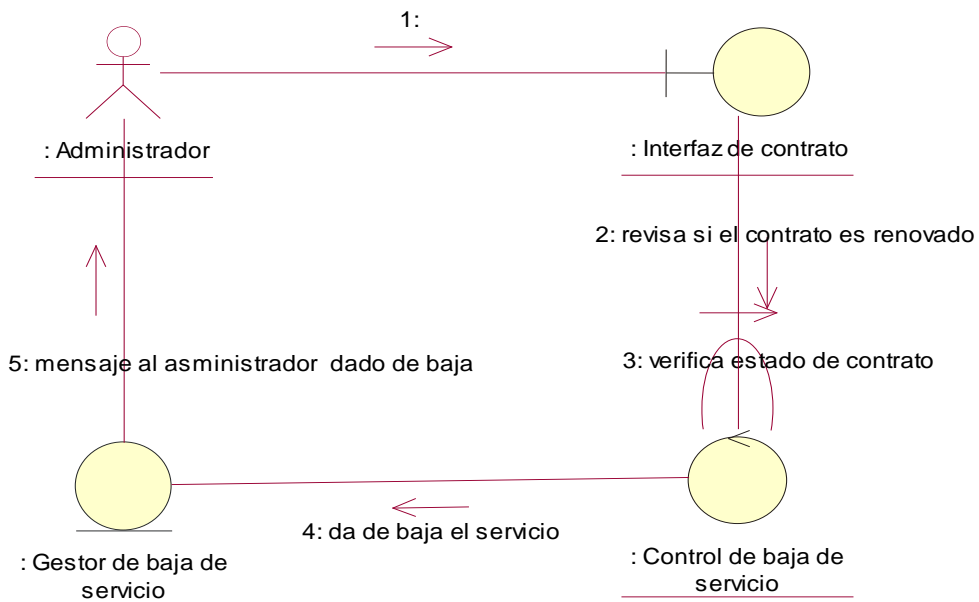 1:
: Administrador
: Interfaz de contrato
2: revisa si el contrato es renovado
3: verifica estado de contrato
5: mensaje al asministrador dado de baja
4: da de baja el servicio
: Gestor de baja de
servicio
: Control de baja de
servicio